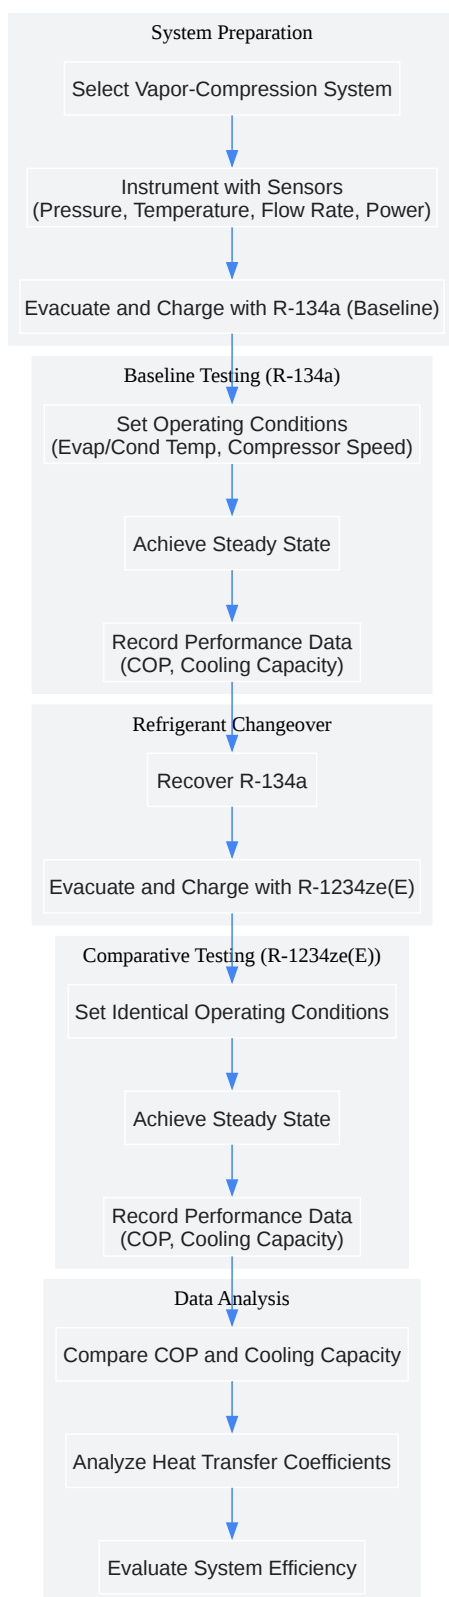 System Preparation
Select Vapor-Compression System
Instrument with Sensors
(Pressure, Temperature, Flow Rate, Power)
Evacuate and Charge with R-134a (Baseline)
Baseline Testing (R-134a)
Set Operating Conditions
(Evap/Cond Temp, Compressor Speed)
Achieve Steady State
Record Performance Data
(COP, Cooling Capacity)
Refrigerant Changeover
Recover R-134a
Evacuate and Charge with R-1234ze(E)
Comparative Testing (R-1234ze(E))
Set Identical Operating Conditions
Achieve Steady State
Record Performance Data
(COP, Cooling Capacity)
Data Analysis
Compare COP and Cooling Capacity
Analyze Heat Transfer Coefficients
Evaluate System Efficiency